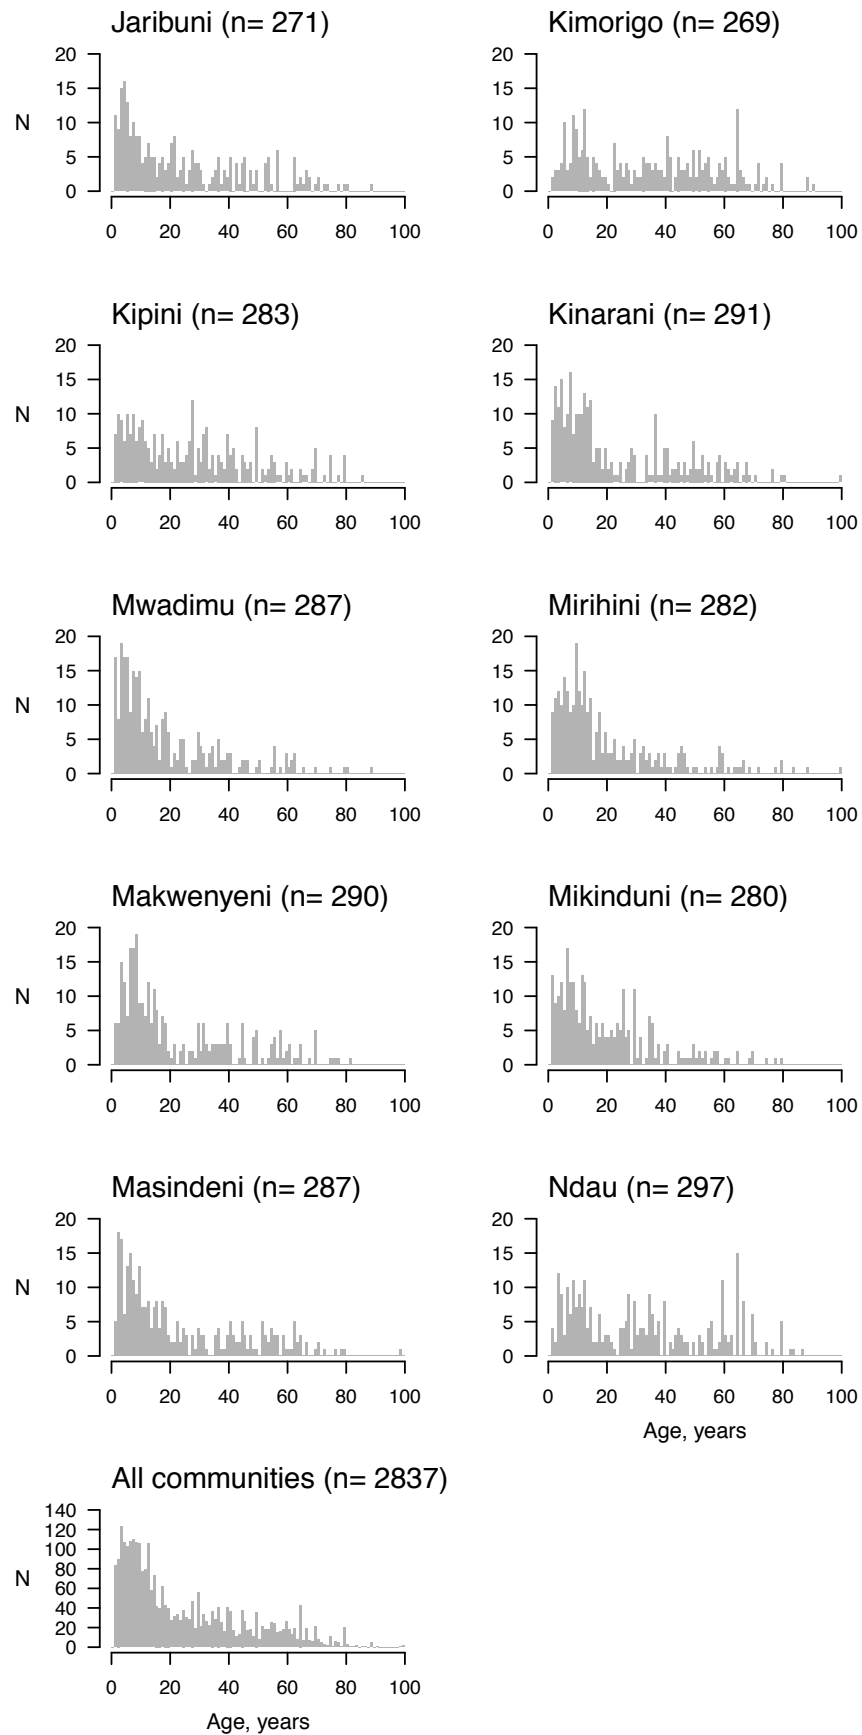 Jaribuni (n= 271)
Kimorigo (n= 269)
20
15
N
10
5
0
0 20 40 60 80 100
20
15
10
5
0
0 20 40 60 80 100
Kipini (n= 283)
Kinarani (n= 291)
20
15
N
10
5
0
0 20 40 60 80 100
20
15
10
5
0
0 20 40 60 80 100
Mwadimu (n= 287)
Mirihini (n= 282)
20
15
N
10
5
0
0 20 40 60 80 100
20
15
10
5
0
0 20 40 60 80 100
Makwenyeni (n= 290)
Mikinduni (n= 280)
20
15
N
10
5
0
0 20 40 60 80 100
20
15
10
5
0
0 20 40 60 80 100
Masindeni (n= 287)
Ndau (n= 297)
20
15
N
10
5
0
0 20 40 60 80 100
20
15
10
5
0
0 20 40 60 80 100
Age, years
All communities (n= 2837)
140
120
100
80
N
60
40
20
0
0 20 40 60 80 100
Age, years